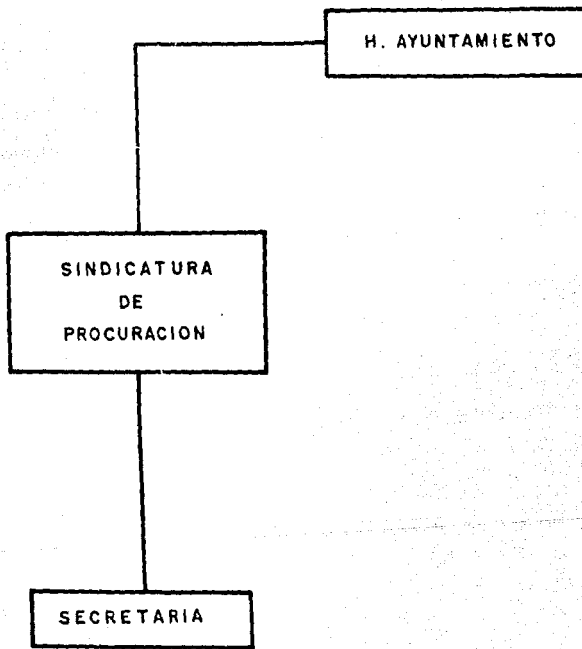 H. AYUNTAMIENTO
SINDICATURA
DE
PROCURACION
SECRETARIA